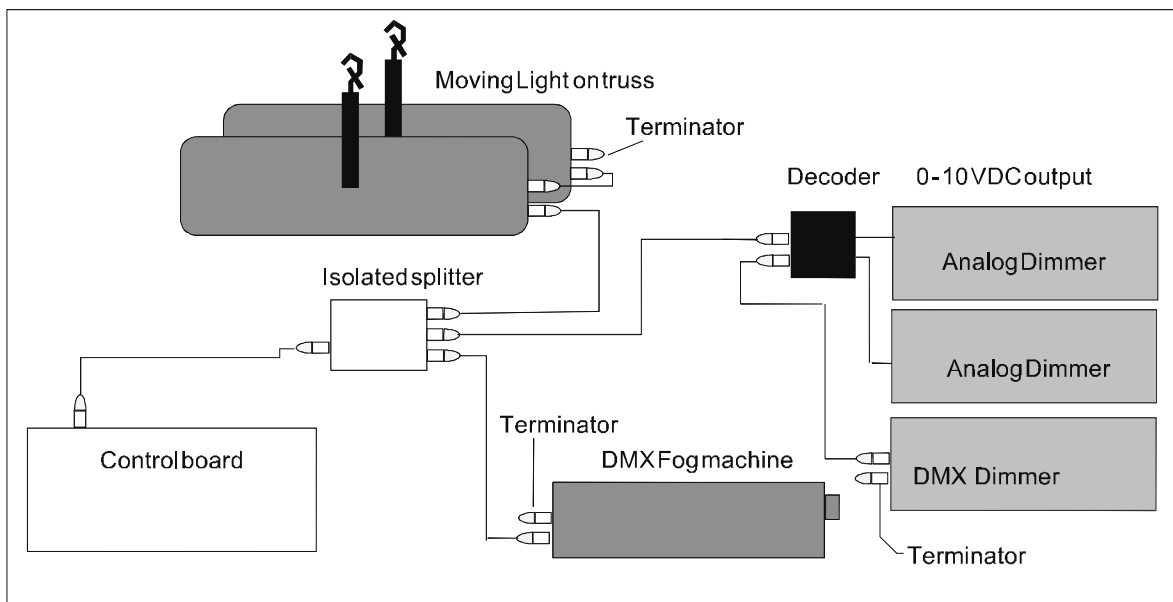 Moving Light on truss
Terminator
Decoder 0-10VDC output
Analog Dimmer
Isolated splitter
Analog Dimmer
Terminator
Control board
DMX Fog machine
DMX Dimmer
Terminator